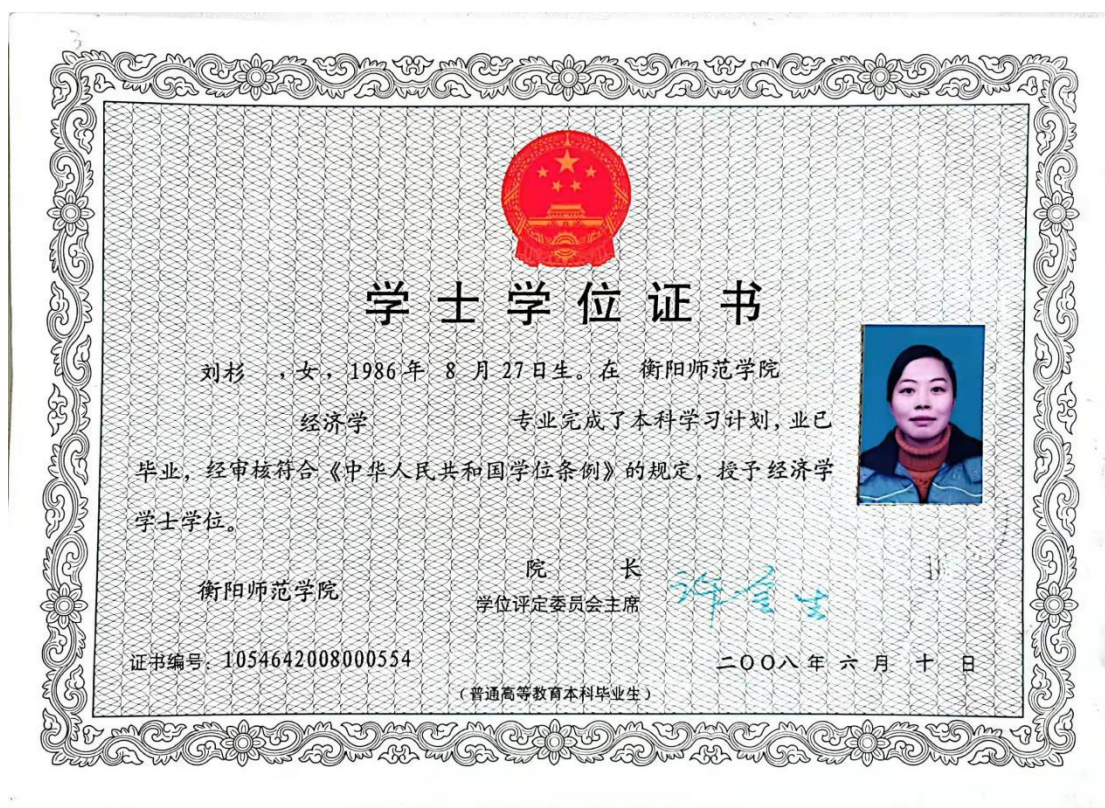 学士学位证书
刘杉 ,女, 1986年 8 月 27日生。在 衡阳师范学院
经济学 专业完成了本科学习计划, 业已
毕业, 经审核符合《中华人民共和国学位条例》的规定, 授予 经济学
学士学位。
院 长
衡阳师范学院
学位评定委员会主席
许金生
证书编号: 1054642008000554
二〇〇八 年 六 月 十 日
(普通高等教育本科毕业生)